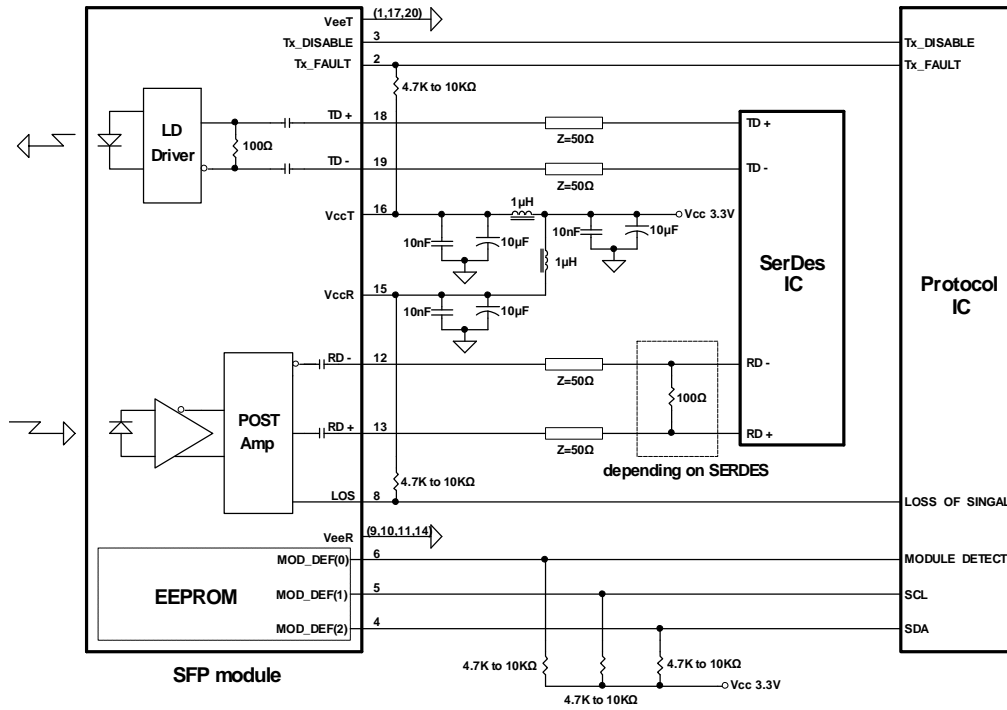 VeeT (1,17,20)
Tx_DISABLE 3 Tx_DISABLE
Tx_FAULT 2 Tx_FAULT
4.7K to 10KΩ
LD Driver
100Ω
TD + 18 TD +
Z=50Ω
TD - 19 TD -
Z=50Ω
1µH
VccT 16 Vcc 3.3V
10nF 10µF 10nF 10µF
1µH
SerDes IC
Protocol IC
VccR 15
10nF 10µF
RD - 12 RD -
Z=50Ω
100Ω
POST Amp
RD + 13 RD +
Z=50Ω
depending on SERDES
4.7K to 10KΩ
LOS 8 LOSS OF SINGAL
VeeR (9,10,11,14)
MOD_DEF(0) 6 MODULE DETECT
EEPROM
MOD_DEF(1) 5 SCL
MOD_DEF(2) 4 SDA
4.7K to 10KΩ 4.7K to 10KΩ
SFP module
Vcc 3.3V
4.7K to 10KΩ